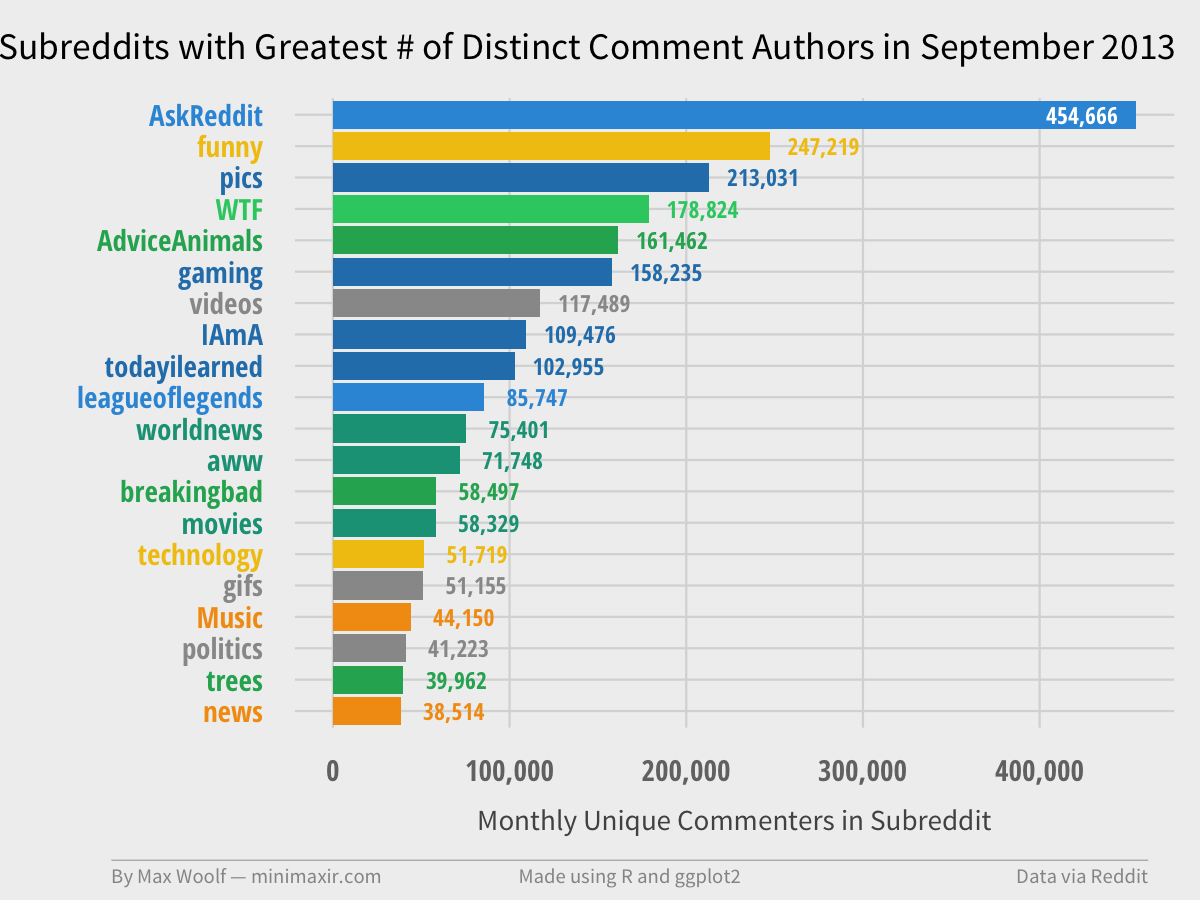 Subreddits with Greatest # of Distinct Comment Authors in September 2013
AskReddit 454,666
funny 247,219
pics 213,031
WTF 178,824
AdviceAnimals 161,462
gaming 158,235
videos 117,489
IAmA 109,476
todayilearned 102,955
leagueoflegends 85,747
worldnews 75,401
aww 71,748
breakingbad 58,497
movies 58,329
technology 51,719
gifs 51,155
Music 44,150
politics 41,223
trees 39,962
news 38,514
0 100,000 200,000 300,000 400,000
Monthly Unique Commenters in Subreddit
By Max Woolf — minimaxir.com Made using R and ggplot2 Data via Reddit